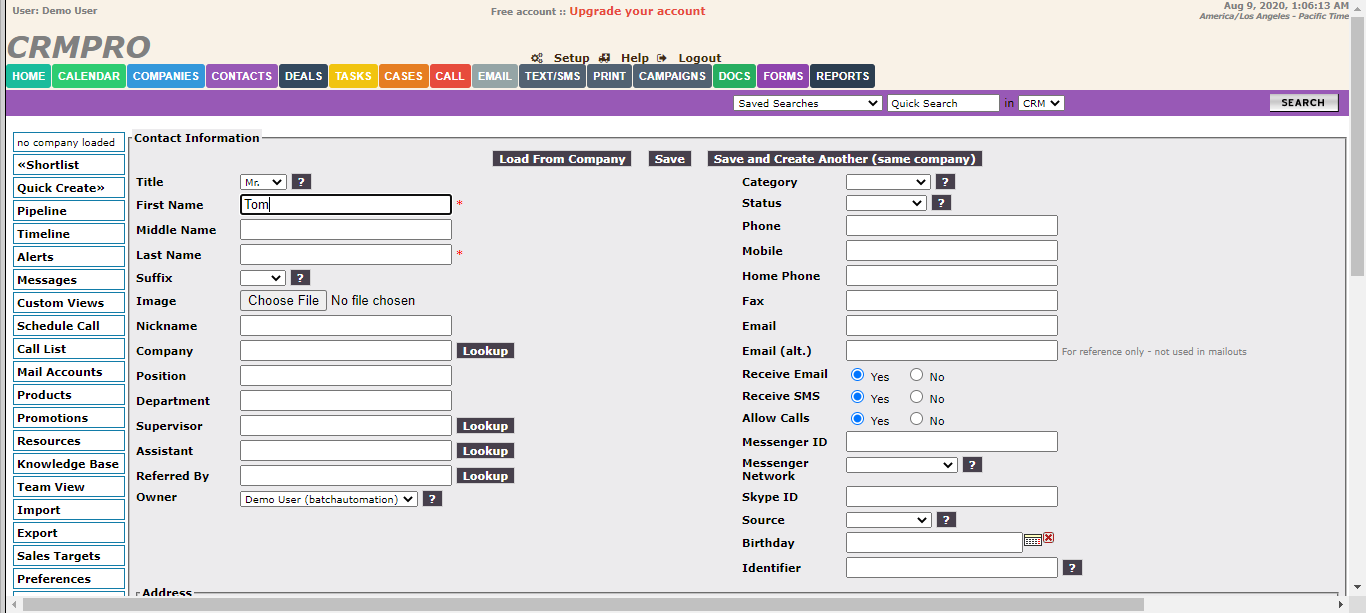 User: Demo User
Free account :: Upgrade your account
Aug 9, 2020, 1:06:13 AM
America/Los Angeles - Pacific Time
CRMPRO
Setup Help Logout
HOME CALENDAR COMPANIES CONTACTS DEALS TASKS CASES CALL EMAIL TEXT/SMS PRINT CAMPAIGNS DOCS FORMS REPORTS
Saved Searches Quick Search in CRM SEARCH
no company loaded
«Shortlist
Quick Create»
Pipeline
Timeline
Alerts
Messages
Custom Views
Schedule Call
Call List
Mail Accounts
Products
Promotions
Resources
Knowledge Base
Team View
Import
Export
Sales Targets
Preferences
Contact Information
Load From Company Save Save and Create Another (same company)
Title Mr. ?
First Name Tom *
Middle Name
Last Name *
Suffix ?
Image Choose File No file chosen
Nickname
Company Lookup
Position
Department
Supervisor Lookup
Assistant Lookup
Referred By Lookup
Owner Demo User (batchautomation) ?
Category ?
Status ?
Phone
Mobile
Home Phone
Fax
Email
Email (alt.) For reference only - not used in mailouts
Receive Email Yes No
Receive SMS Yes No
Allow Calls Yes No
Messenger ID
Messenger
Network ?
Skype ID
Source ?
Birthday
Identifier ?
Address